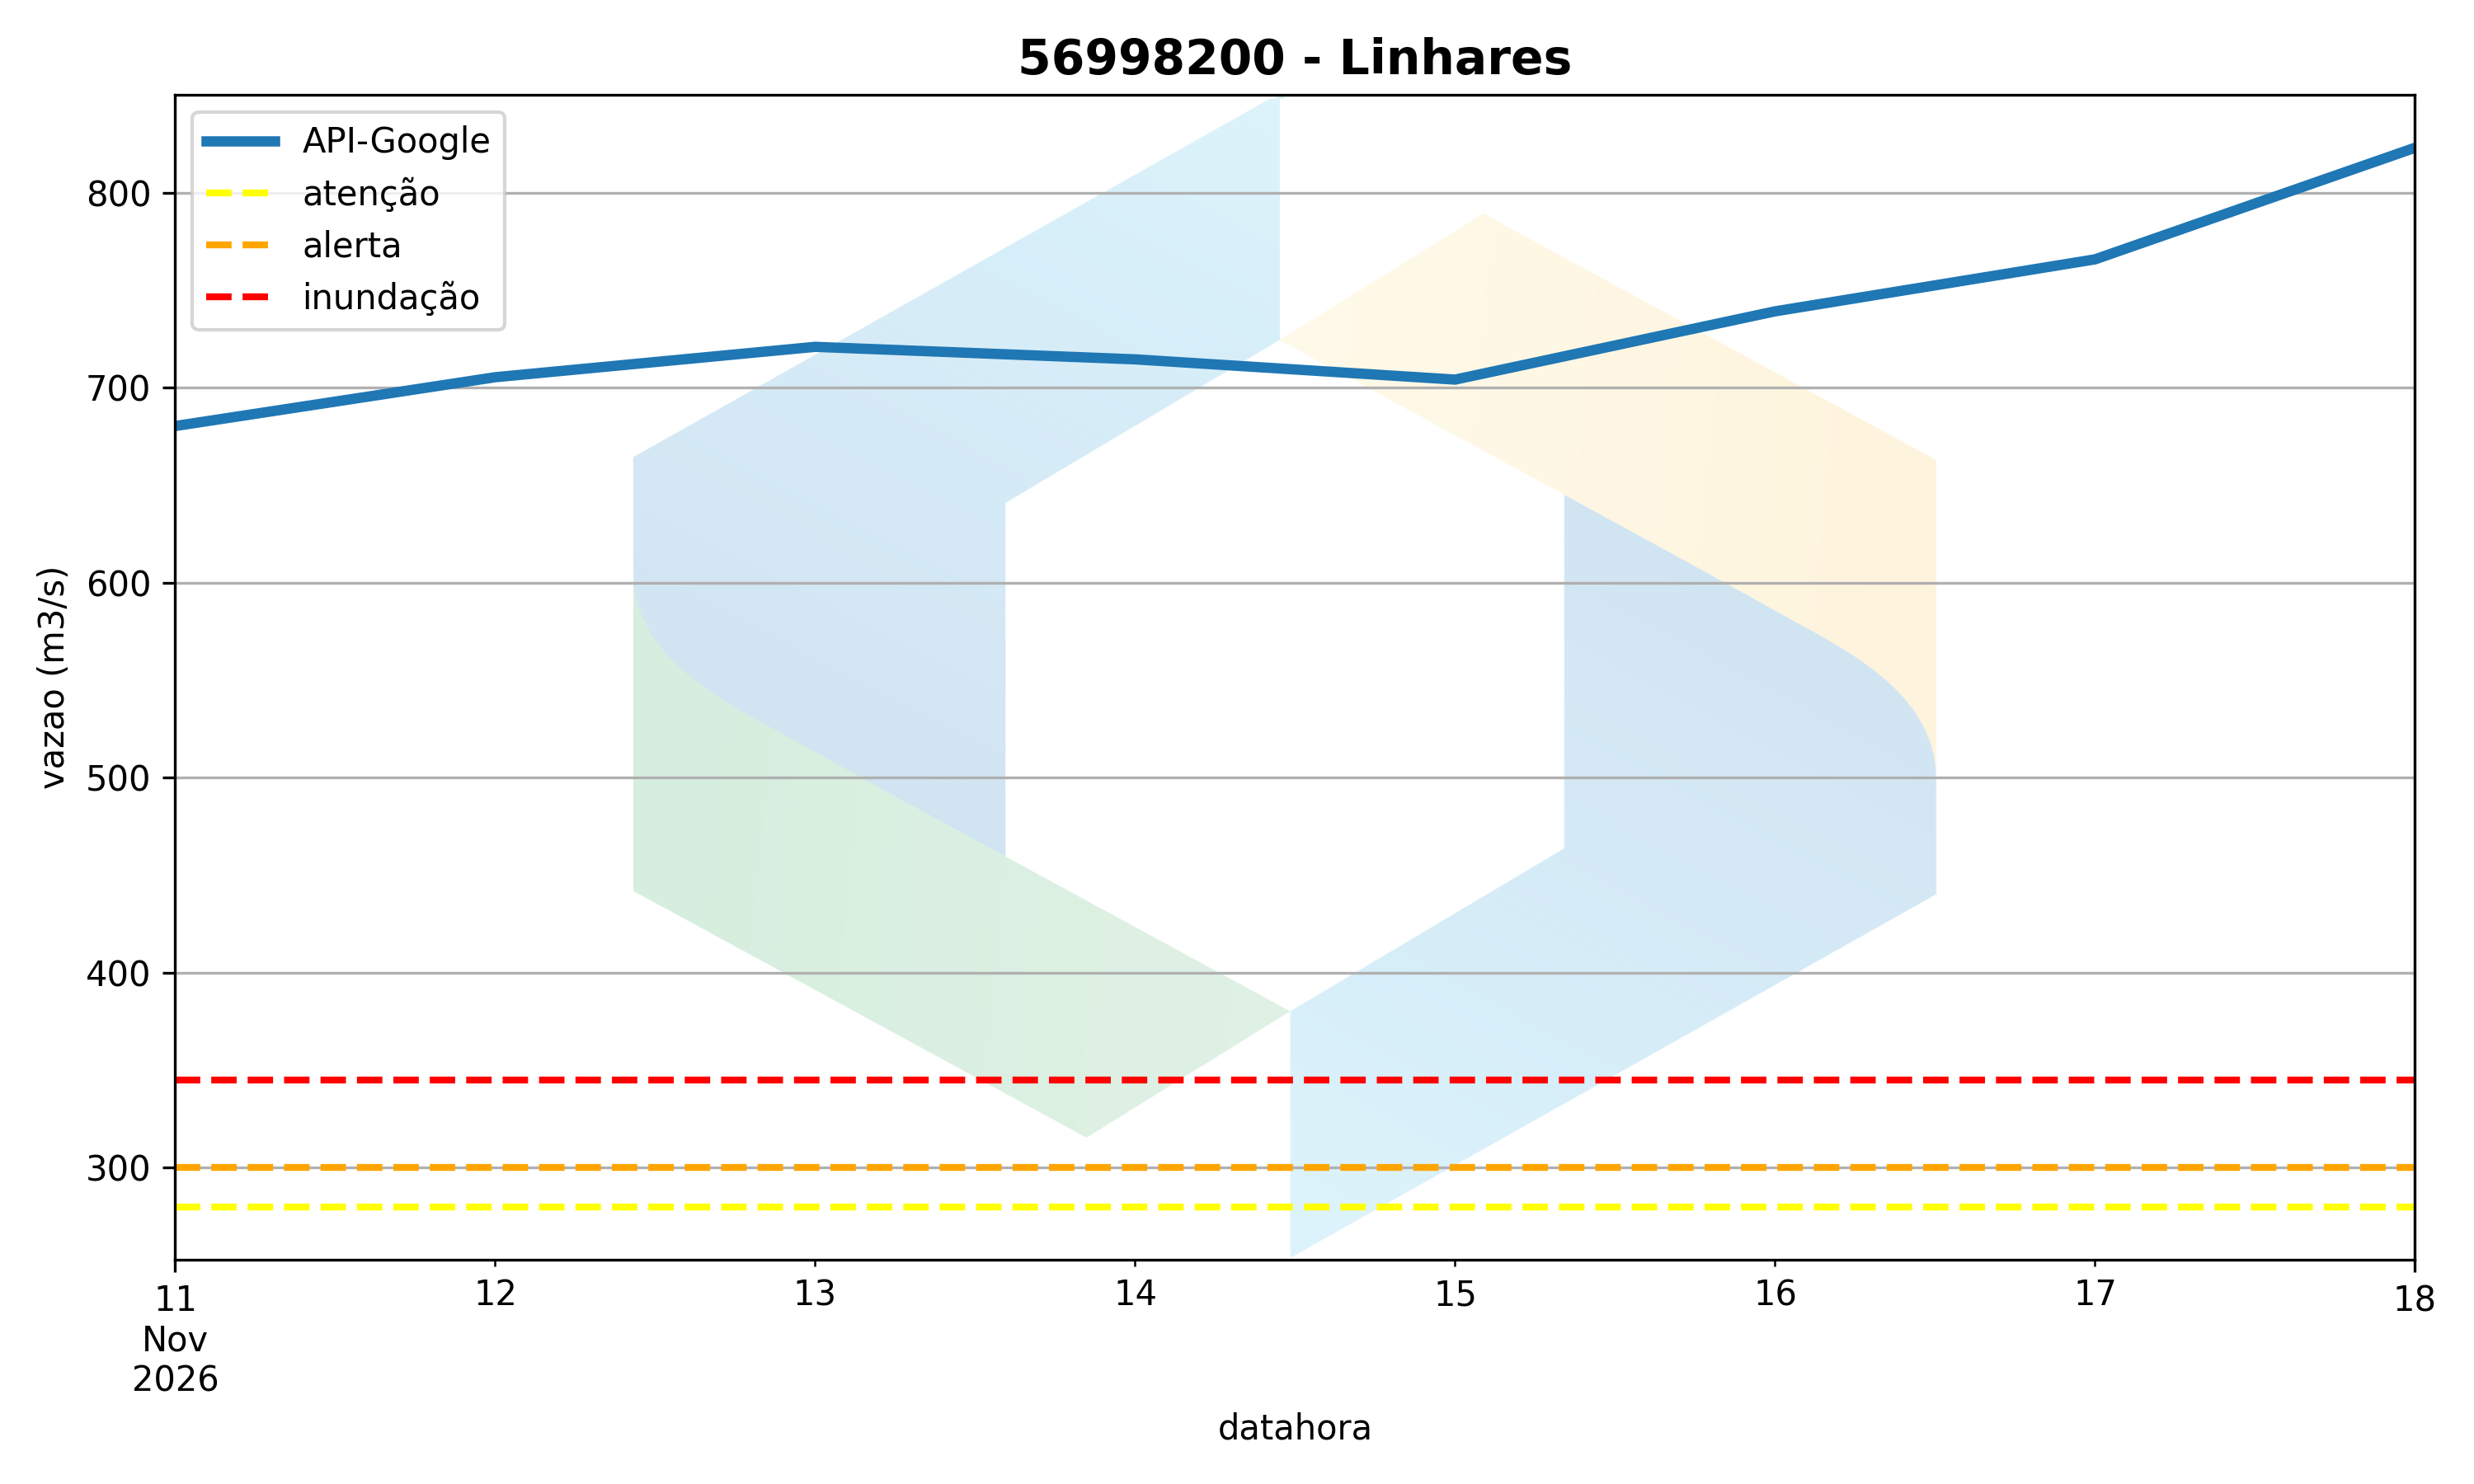 56998200 - Linhares
API-Google
atenção
alerta
inundação
vazao (m3/s)
800
700
600
500
400
300
11
12
13
14
15
16
17
18
Nov
2026
datahora